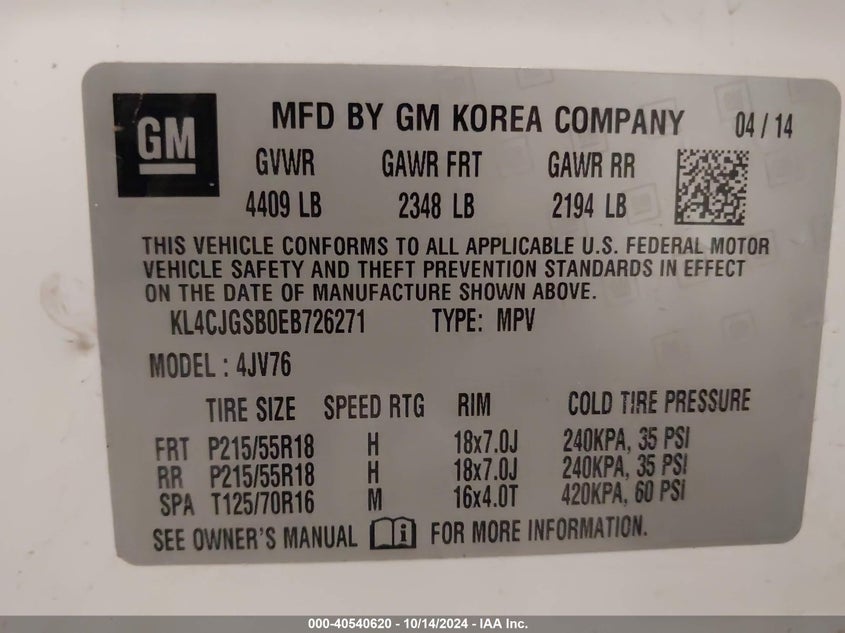 GM
MFD BY GM KOREA COMPANY 04 / 14
GVWR GAWR FRT GAWR RR
4409 LB 2348 LB 2194 LB
THIS VEHICLE CONFORMS TO ALL APPLICABLE U.S. FEDERAL MOTOR
VEHICLE SAFETY AND THEFT PREVENTION STANDARDS IN EFFECT
ON THE DATE OF MANUFACTURE SHOWN ABOVE.
KL4CJGSB0EB726271 TYPE: MPV
MODEL : 4JV76
TIRE SIZE SPEED RTG RIM COLD TIRE PRESSURE
FRT P215/55R18 H 18x7.0J 240KPA, 35 PSI
RR P215/55R18 H 18x7.0J 240KPA, 35 PSI
SPA T125/70R16 M 16x4.0T 420KPA, 60 PSI
SEE OWNER'S MANUAL FOR MORE INFORMATION.
000-40540620 - 10/14/2024 - IAA Inc.